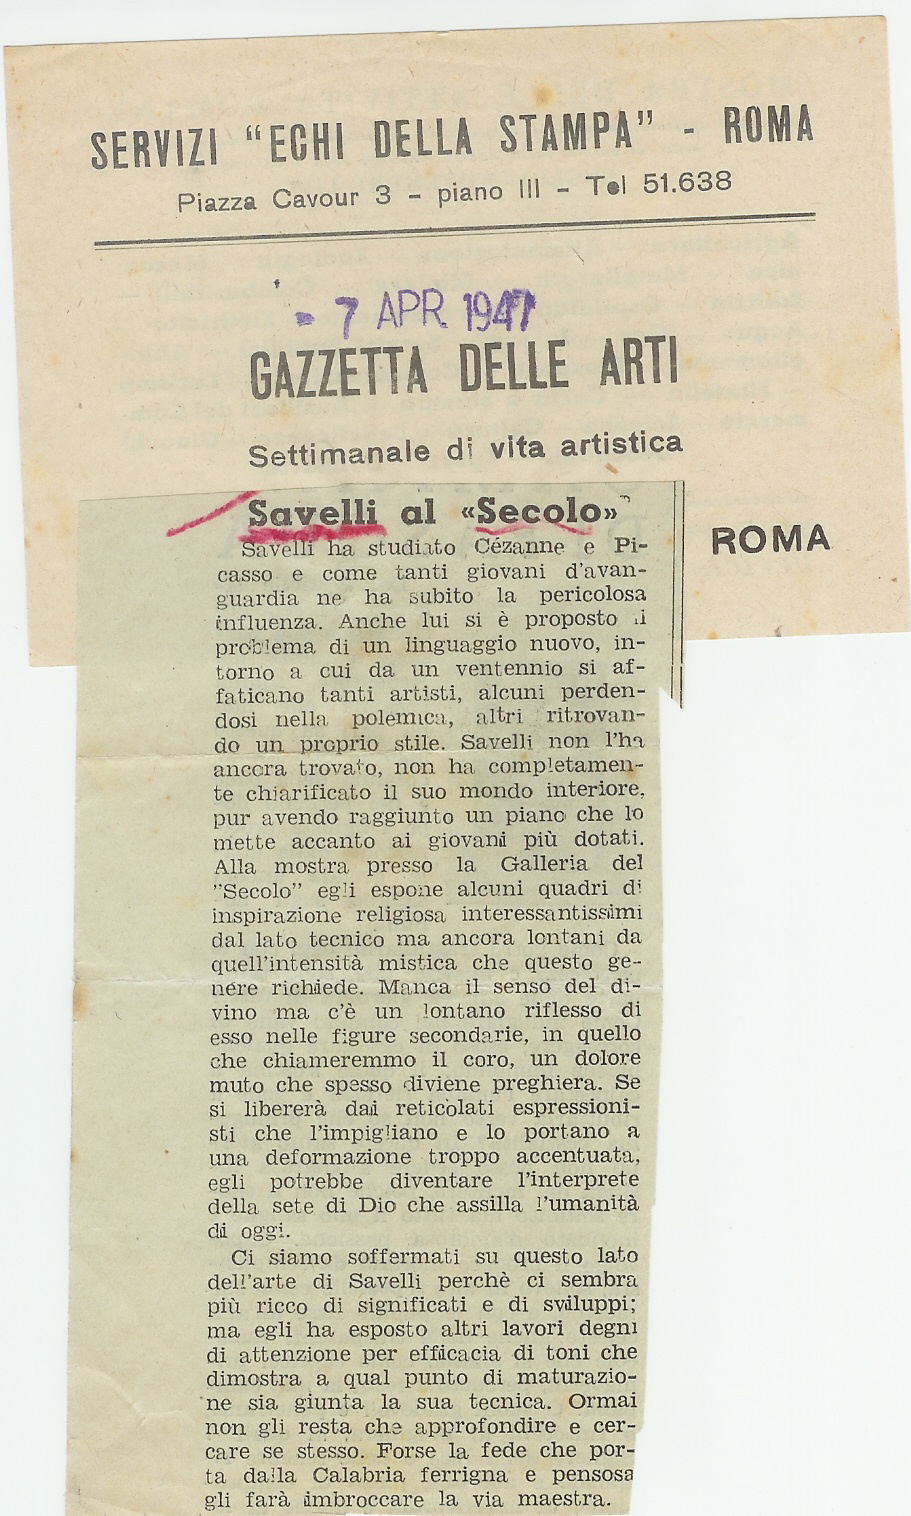 SERVIZI "ECHI DELLA STAMPA" - ROMA
Piazza Cavour 3 - piano III - Tel 51.638
- 7 APR. 1947
GAZZETTA DELLE ARTI
Settimanale di vita artistica
ROMA
Savelli al «Secolo»
Savelli ha studiato Cézanne e Pi-
casso e come tanti giovani d'avan-
guardia ne ha subito la pericolosa
influenza. Anche lui si è proposto il
problema di un linguaggio nuovo, in-
torno a cui da un ventennio si af-
faticano tanti artisti, alcuni perden-
dosi nella polemica, altri ritrovan-
do un proprio stile. Savelli non l'ha
ancora trovato, non ha completamen-
te chiarificato il suo mondo interiore,
pur avendo raggiunto un piano che lo
mette accanto ai giovani più dotati.
Alla mostra presso la Galleria del
"Secolo" egli espone alcuni quadri di
inspirazione religiosa interessantissimi
dal lato tecnico ma ancora lontani da
quell'intensità mistica che questo ge-
nere richiede. Manca il senso del di-
vino ma c'è un lontano riflesso di
esso nelle figure secondarie, in quello
che chiameremmo il coro, un dolore
muto che spesso diviene preghiera. Se
si libererà dai reticolati espressioni-
sti che l'impigliano e lo portano a
una deformazione troppo accentuata,
egli potrebbe diventare l'interprete
della sete di Dio che assilla l'umanità
di oggi.
Ci siamo soffermati su questo lato
dell'arte di Savelli perchè ci sembra
più ricco di significati e di sviluppi;
ma egli ha esposto altri lavori degni
di attenzione per efficacia di toni che
dimostra a qual punto di maturazio-
ne sia giunta la sua tecnica. Ormai
non gli resta che approfondire e cer-
care se stesso. Forse la fede che por-
ta dalla Calabria ferrigna e pensosa
gli farà imbroccare la via maestra.